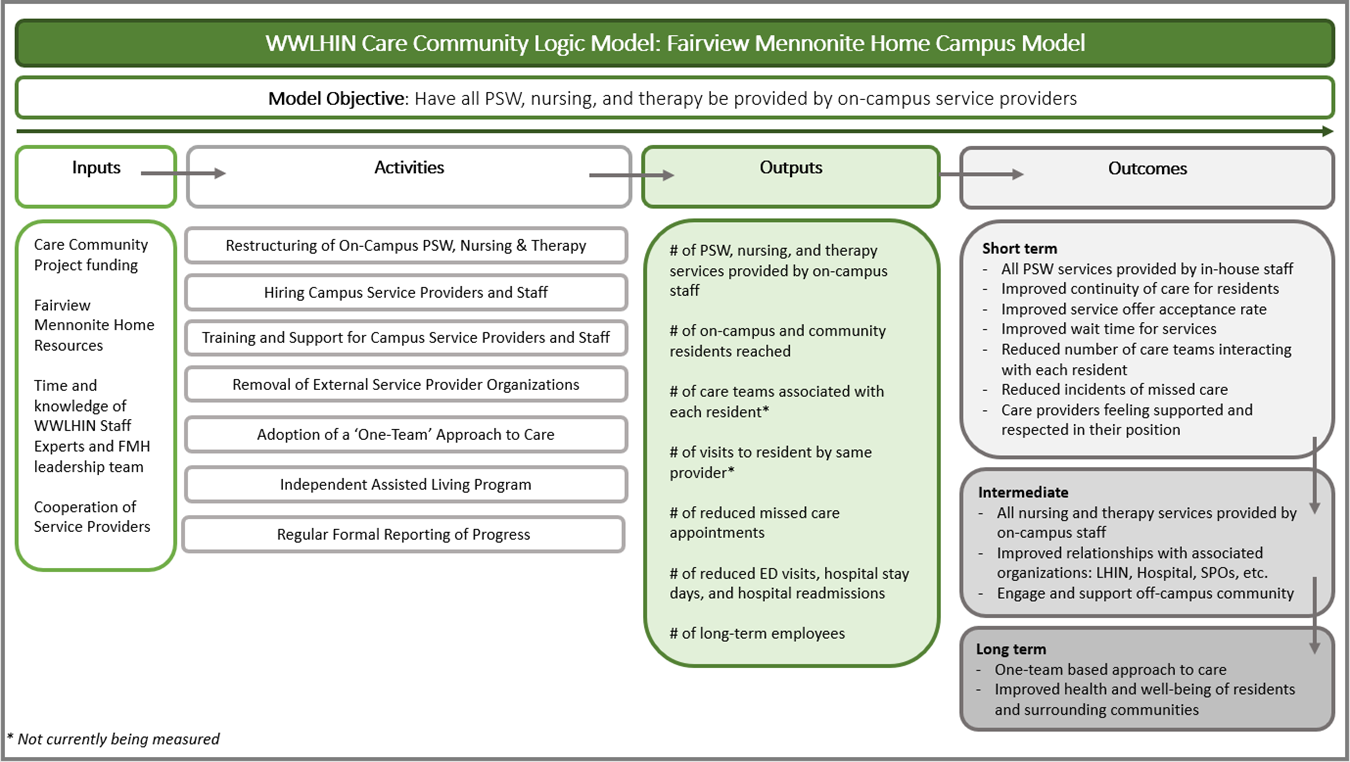 WWLHIN Care Community Logic Model: Fairview Mennonite Home Campus Model
Model Objective: Have all PSW, nursing, and therapy be provided by on-campus service providers
Inputs
Activities
Outputs
Outcomes
Care Community
Project funding
Fairview
Mennonite Home
Resources
Time and
knowledge of
WWLHIN Staff
Experts and FMH
leadership team
Cooperation of
Service Providers
Restructuring of On-Campus PSW, Nursing & Therapy
Hiring Campus Service Providers and Staff
Training and Support for Campus Service Providers and Staff
Removal of External Service Provider Organizations
Adoption of a ‘One-Team’ Approach to Care
Independent Assisted Living Program
Regular Formal Reporting of Progress
# of PSW, nursing, and therapy
services provided by on-campus
staff
# of on-campus and community
residents reached
# of care teams associated with
each resident*
# of visits to resident by same
provider*
# of reduced missed care
appointments
# of reduced ED visits, hospital stay
days, and hospital readmissions
# of long-term employees
Short term
- All PSW services provided by in-house staff
- Improved continuity of care for residents
- Improved service offer acceptance rate
- Improved wait time for services
- Reduced number of care teams interacting
with each resident
- Reduced incidents of missed care
- Care providers feeling supported and
respected in their position
Intermediate
- All nursing and therapy services provided by
on-campus staff
- Improved relationships with associated
organizations: LHIN, Hospital, SPOs, etc.
- Engage and support off-campus community
Long term
- One-team based approach to care
- Improved health and well-being of residents
and surrounding communities
* Not currently being measured